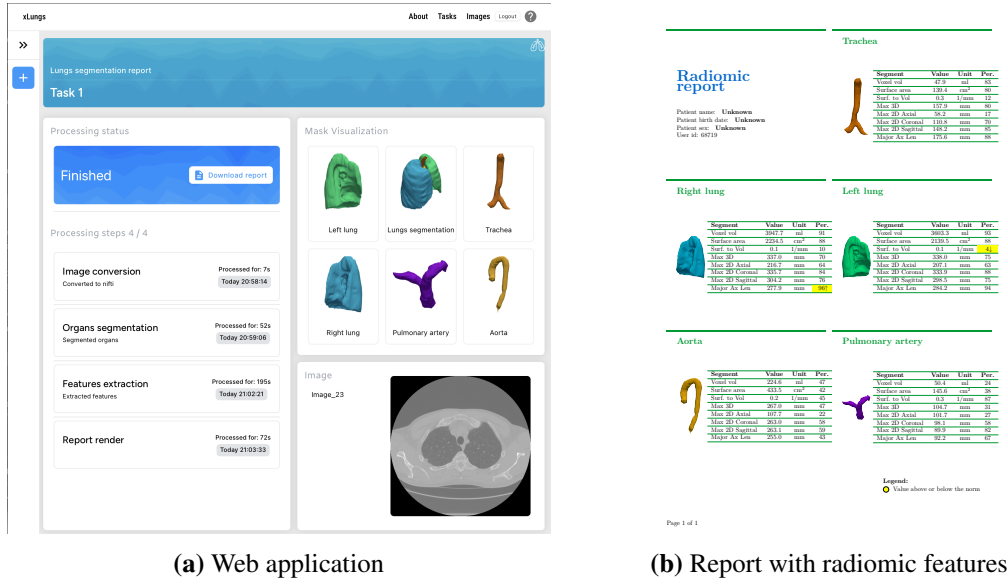 xLungs
About Tasks Images Logout ?
Lungs segmentation report
Task 1
Processing status
Finished
Download report
Processing steps 4 / 4
Image conversion
Converted to nifti
Processed for: 7s
Today 20:58:14
Organs segmentation
Segmented organs
Processed for: 52s
Today 20:59:06
Features extraction
Extracted features
Processed for: 195s
Today 21:02:21
Report render
Processed for: 72s
Today 21:03:33
Mask Visualization
Left lung
Lungs segmentation
Trachea
Right lung
Pulmonary artery
Aorta
Image
Image_23
(a) Web application
Radiomic
report
Patient name: Unknown
Patient birth date: Unknown
Patient sex: Unknown
User id: 68719
Trachea
Segment Value Unit Per.
Voxel vol 47.9 ml 83
Surface area 139.4 cm² 80
Surf. to Vol 0.3 1/mm 12
Max 3D 157.9 mm 80
Max 2D Axial 58.2 mm 17
Max 2D Coronal 110.8 mm 70
Max 2D Sagittal 148.2 mm 85
Major Ax Len 175.6 mm 88
Right lung
Segment Value Unit Per.
Voxel vol 3947.7 ml 91
Surface area 2234.5 cm² 88
Surf. to Vol 0.1 1/mm 10
Max 3D 337.0 mm 70
Max 2D Axial 216.7 mm 64
Max 2D Coronal 335.7 mm 84
Max 2D Sagittal 304.2 mm 76
Major Ax Len 277.9 mm 96↑
Left lung
Segment Value Unit Per.
Voxel vol 3603.3 ml 93
Surface area 2139.5 cm² 88
Surf. to Vol 0.1 1/mm 4↓
Max 3D 338.0 mm 75
Max 2D Axial 207.1 mm 63
Max 2D Coronal 333.9 mm 88
Max 2D Sagittal 298.5 mm 75
Major Ax Len 284.2 mm 94
Aorta
Segment Value Unit Per.
Voxel vol 224.6 ml 47
Surface area 433.5 cm² 42
Surf. to Vol 0.2 1/mm 45
Max 3D 267.0 mm 47
Max 2D Axial 107.7 mm 22
Max 2D Coronal 263.0 mm 58
Max 2D Sagittal 263.1 mm 59
Major Ax Len 255.0 mm 43
Pulmonary artery
Segment Value Unit Per.
Voxel vol 50.4 ml 24
Surface area 145.6 cm² 38
Surf. to Vol 0.3 1/mm 87
Max 3D 104.7 mm 31
Max 2D Axial 101.7 mm 27
Max 2D Coronal 98.1 mm 58
Max 2D Sagittal 89.9 mm 82
Major Ax Len 92.2 mm 67
Legend:
Value above or below the norm
Page 1 of 1
(b) Report with radiomic features